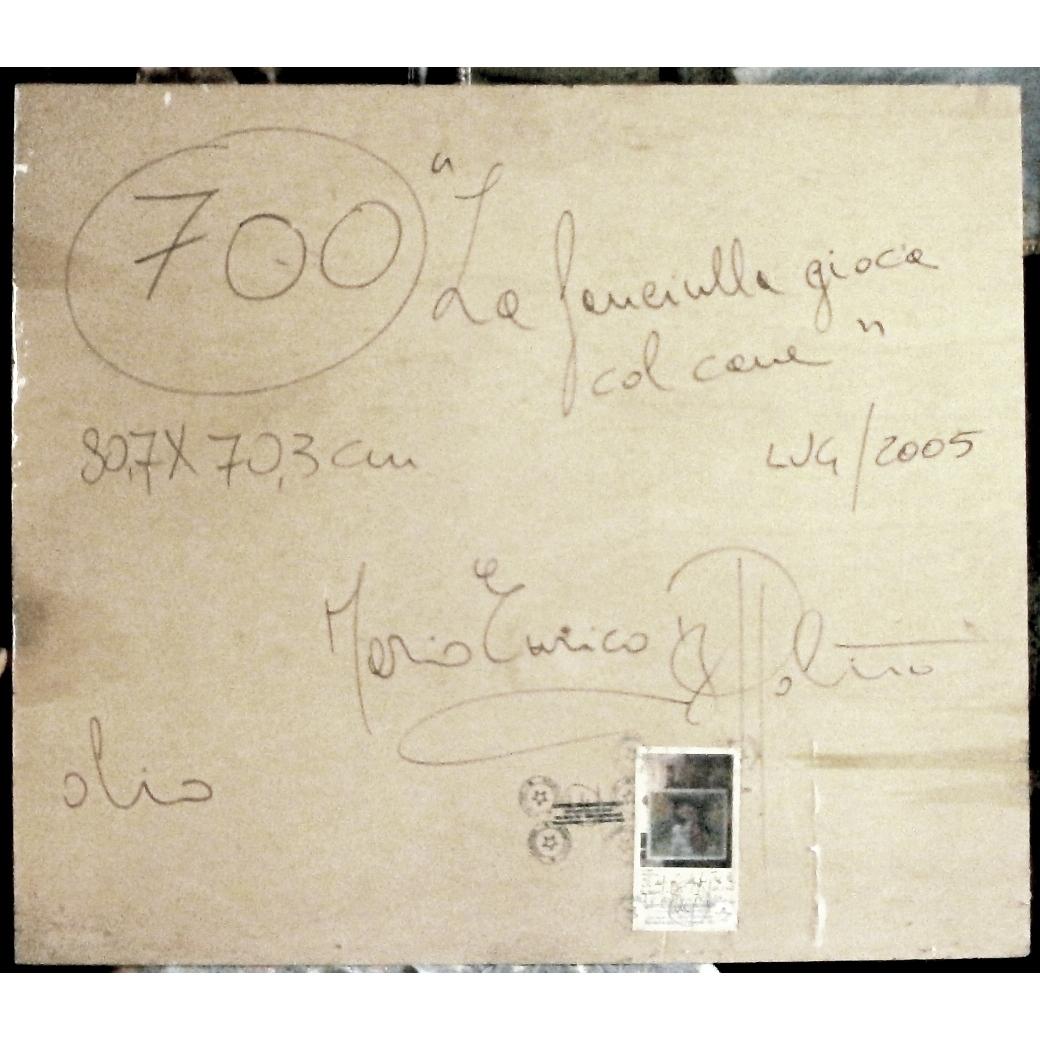 700
"La fanciulla gioca
col cane"
80,7 X 70,3 cm
LUG/2005
Mario Enrico
olio